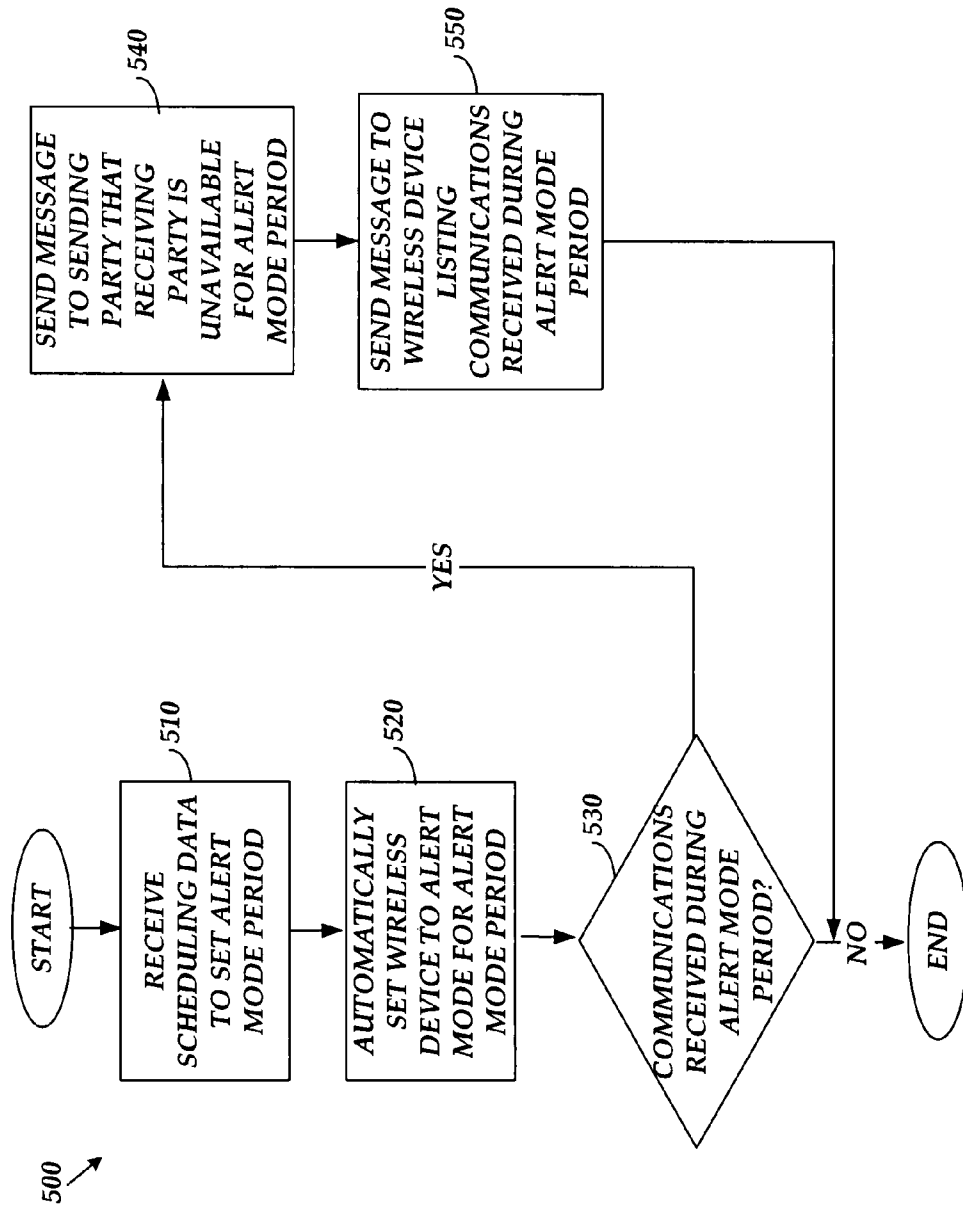 500
START
RECEIVE
SCHEDULING DATA
TO SET ALERT
MODE PERIOD
510
AUTOMATICALLY
SET WIRELESS
DEVICE TO ALERT
MODE FOR ALERT
MODE PERIOD
520
COMMUNICATIONS
RECEIVED DURING
ALERT MODE
PERIOD?
530
YES
NO
SEND MESSAGE
TO SENDING
PARTY THAT
RECEIVING
PARTY IS
UNAVAILABLE
FOR ALERT
MODE PERIOD
540
SEND MESSAGE TO
WIRELESS DEVICE
LISTING
COMMUNICATIONS
RECEIVED DURING
ALERT MODE
PERIOD
550
END